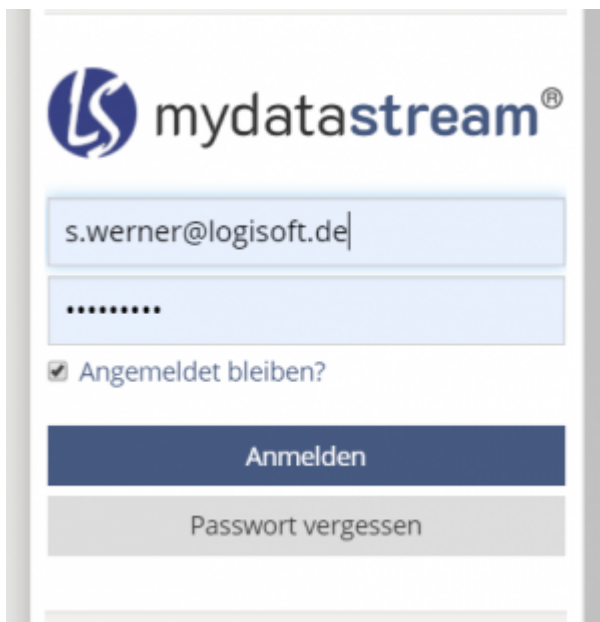 LS mydatastream®
s.werner@logisoft.de
•••••••••
Angemeldet bleiben?
Anmelden
Passwort vergessen